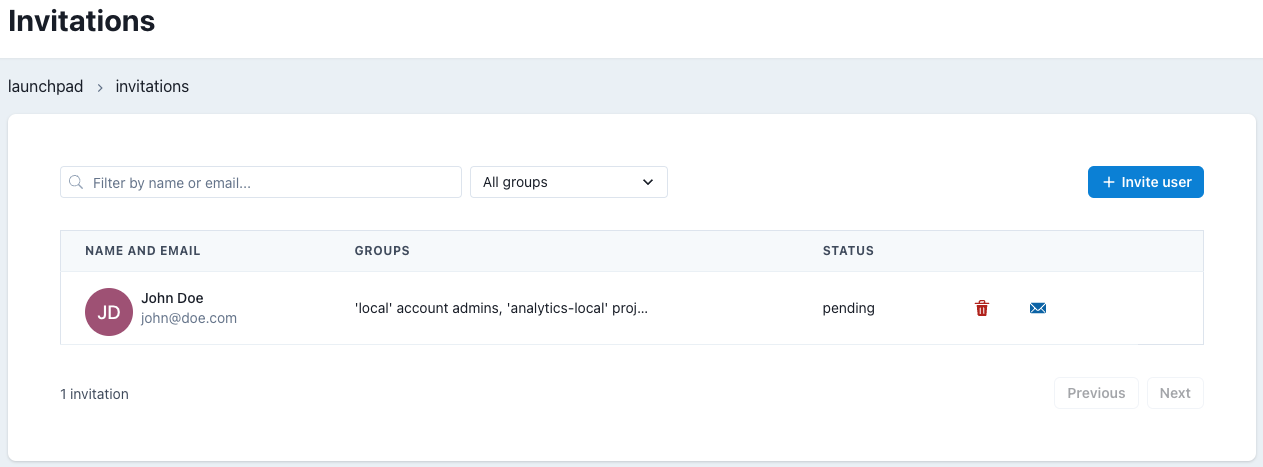 Invitations
launchpad > invitations
Filter by name or email...
All groups
+ Invite user
NAME AND EMAIL GROUPS STATUS
JD
John Doe
john@doe.com
'local' account admins, 'analytics-local' proj...
pending
1 invitation
Previous Next